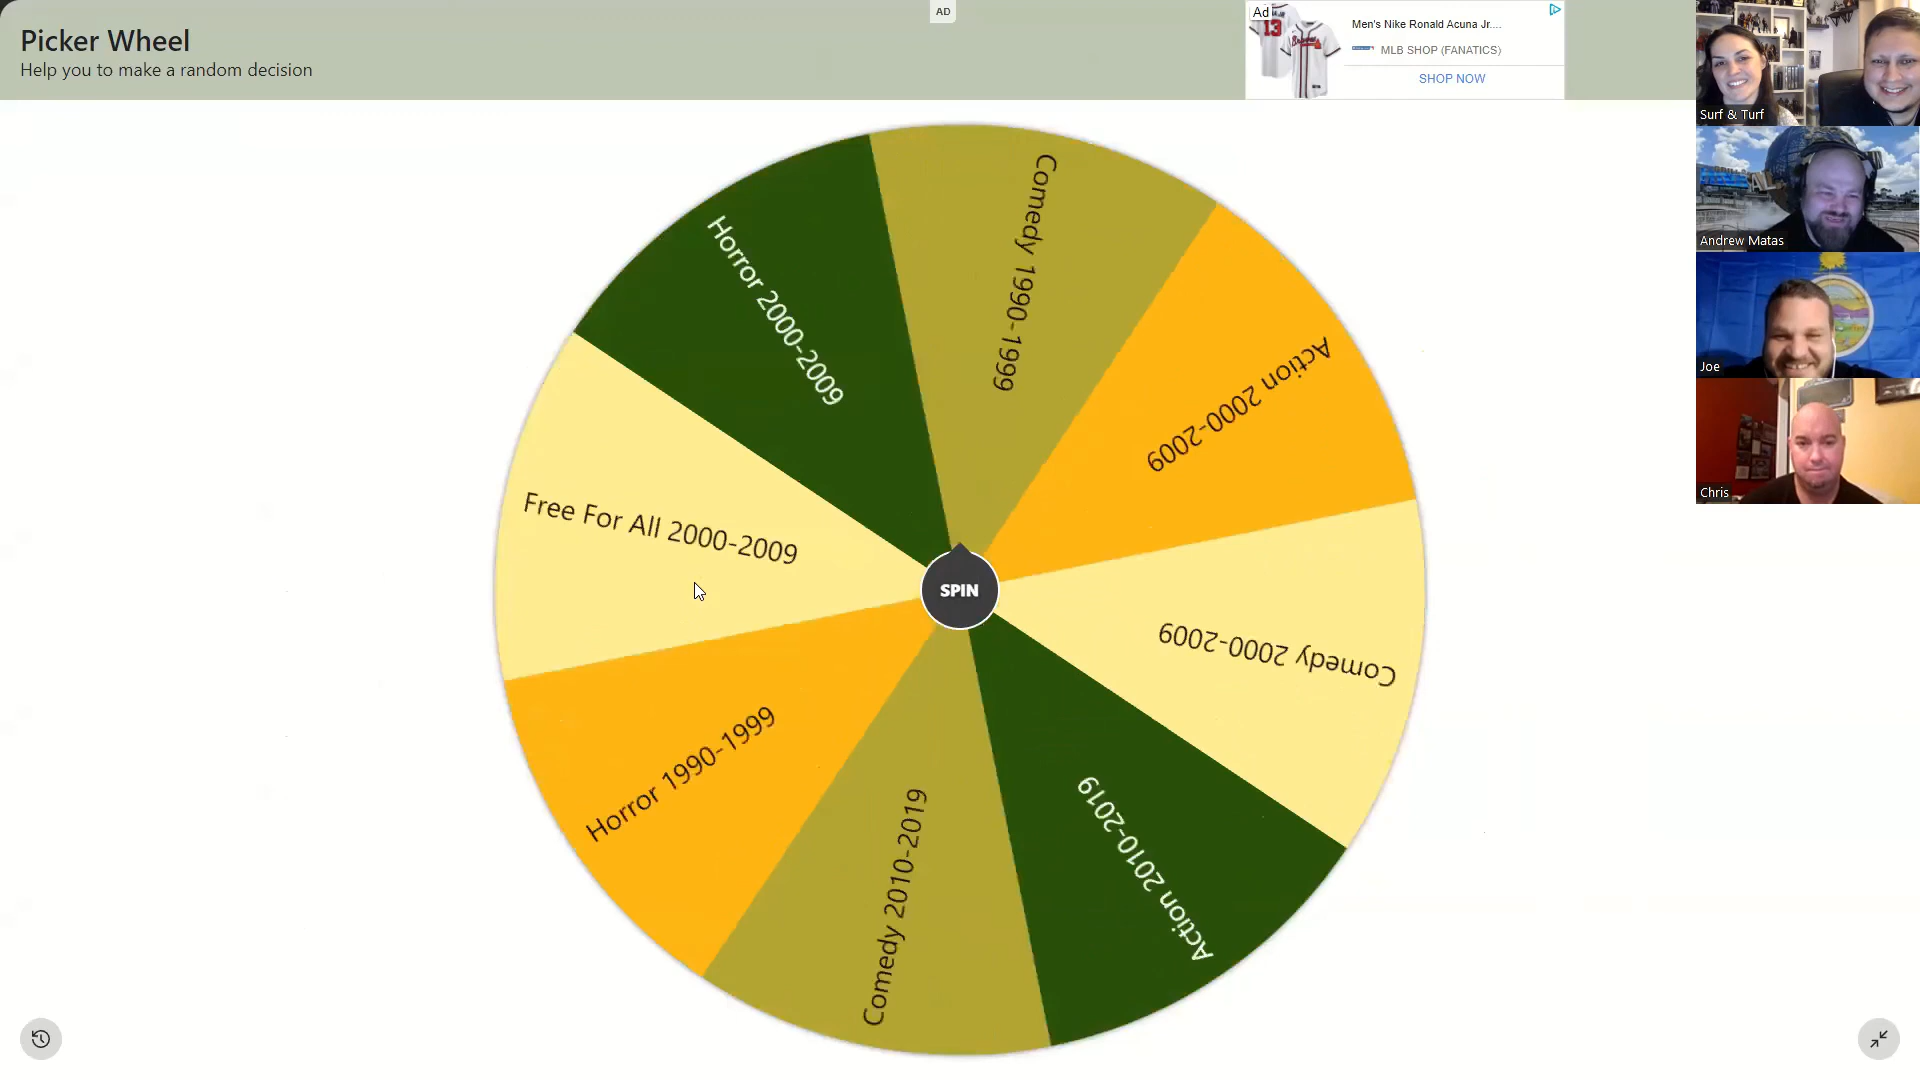 Picker Wheel
Help you to make a random decision
AD
Ad
13
Braves
Men's Nike Ronald Acuna Jr....
MLB SHOP (FANATICS)
SHOP NOW
Surf & Turf
Andrew Matas
Joe
Chris
Comedy 1990-1999
Action 2000-2009
Comedy 2000-2009
Action 2010-2019
Comedy 2010-2019
Horror 1990-1999
Free For All 2000-2009
Horror 2000-2009
SPIN